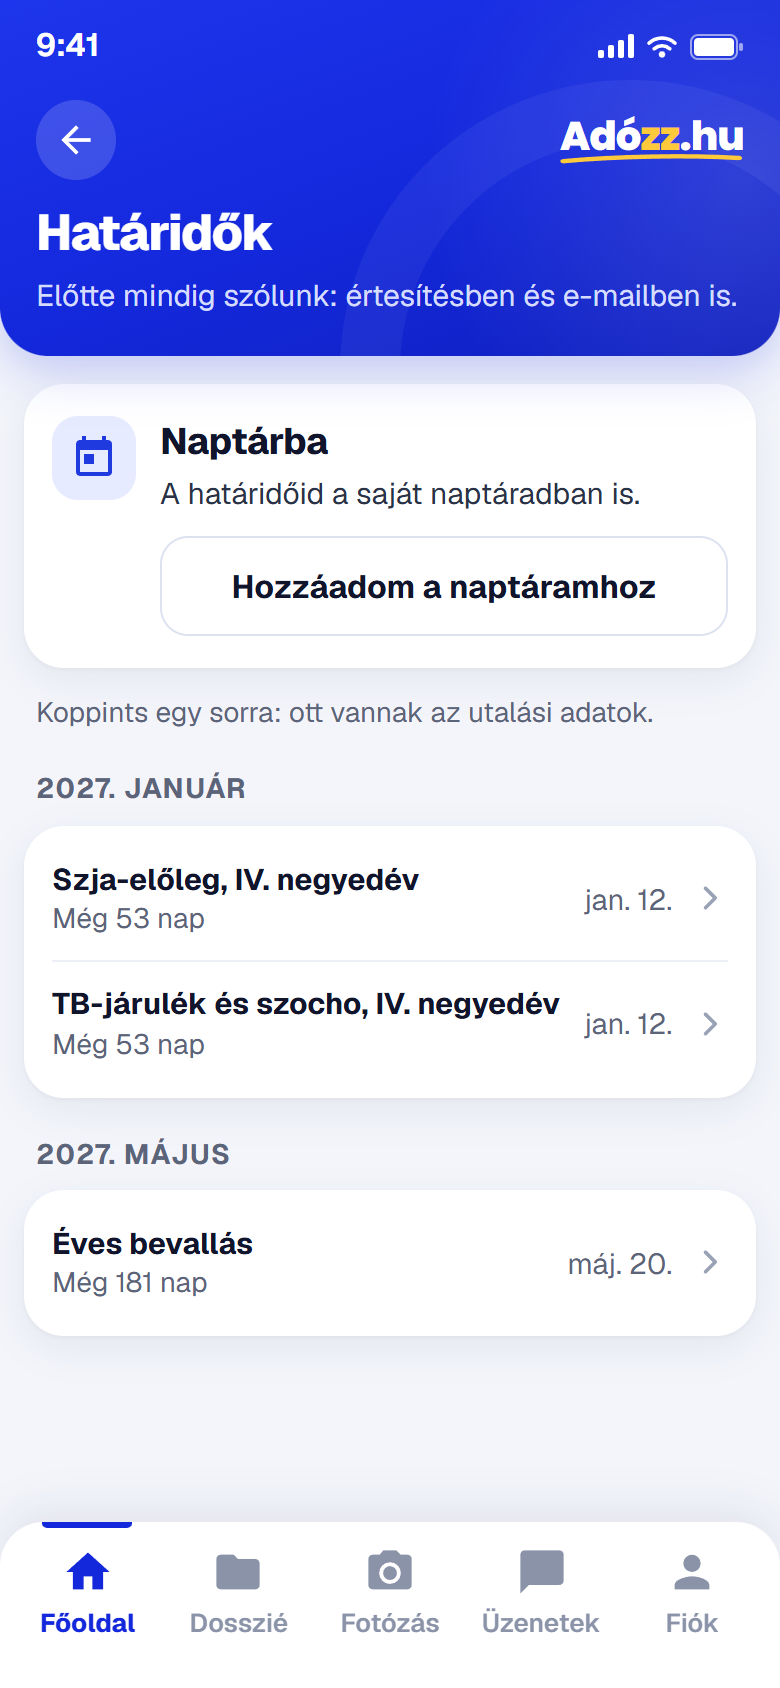 9:41
Adózz.hu
Határidők
Előtte mindig szólunk: értesítésben és e-mailben is.
Naptárba
A határidőid a saját naptáradban is.
Hozzáadom a naptáramhoz
Koppints egy sorra: ott vannak az utalási adatok.
2027. JANUÁR
Szja-előleg, IV. negyedév
Még 53 nap
jan. 12.
TB-járulék és szocho, IV. negyedév
Még 53 nap
jan. 12.
2027. MÁJUS
Éves bevallás
Még 181 nap
máj. 20.
Főoldal
Dosszié
Fotózás
Üzenetek
Fiók